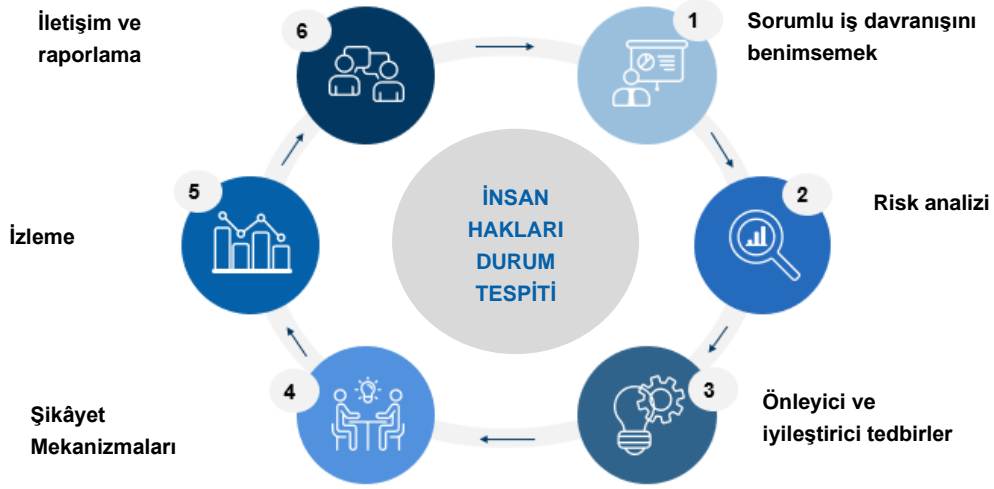 1
Sorumlu iş davranışını
benimsemek
2
Risk analizi
3
Önleyici ve
iyileştirici tedbirler
4
Şikâyet
Mekanizmaları
5
İzleme
6
İletişim ve
raporlama
İNSAN
HAKLARI
DURUM
TESPİTİ